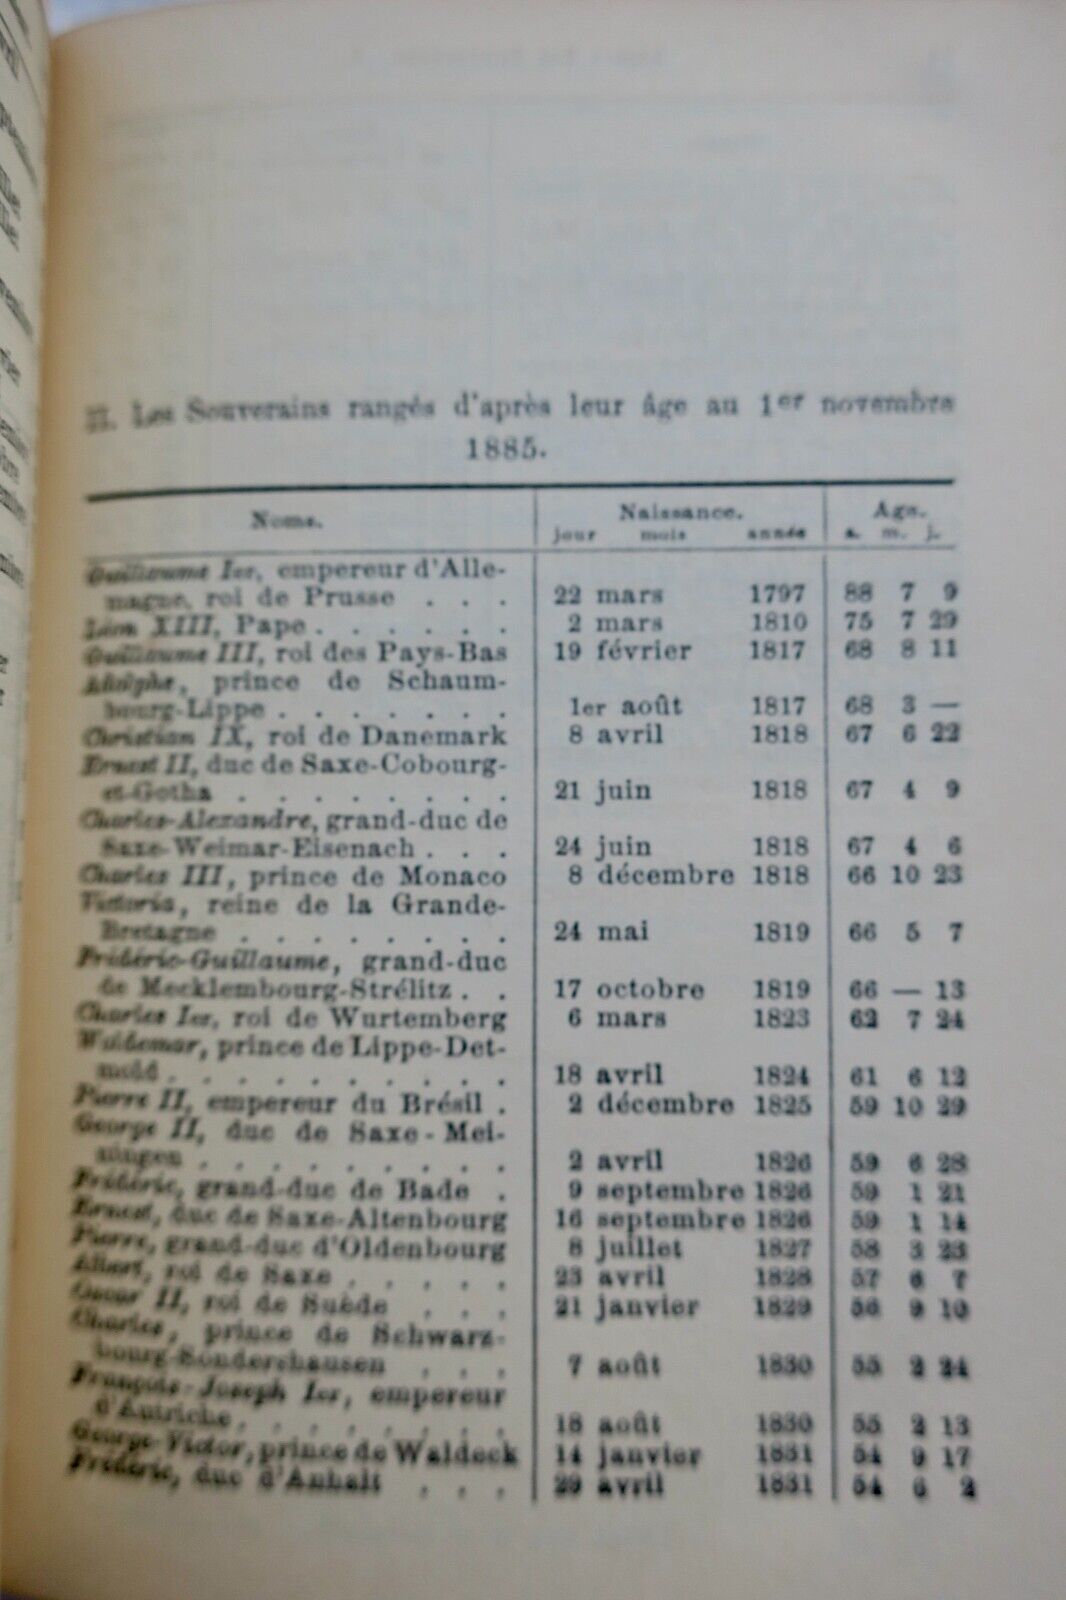 II. Les Souverains rangés d'après leur âge au 1er novembre
1885.
Noms. Naissance. Âge.
jour mois année a. m. j.
Guillaume Ier, empereur d'Alle-
magne, roi de Prusse . . . 22 mars 1797 88 7 9
Léon XIII, Pape . . . . . . 2 mars 1810 75 7 29
Guillaume III, roi des Pays-Bas 19 février 1817 68 8 11
Adolphe, prince de Schaum-
bourg-Lippe . . . . . . . 1er août 1817 68 3 —
Christian IX, roi de Danemark 8 avril 1818 67 6 22
Ernest II, duc de Saxe-Cobourg-
et-Gotha . . . . . . . . 21 juin 1818 67 4 9
Charles-Alexandre, grand-duc de
Saxe-Weimar-Eisenach . . . 24 juin 1818 67 4 6
Charles III, prince de Monaco 8 décembre 1818 66 10 23
Victoria, reine de la Grande-
Bretagne . . . . . . . . 24 mai 1819 66 5 7
Frédéric-Guillaume, grand-duc
de Mecklembourg-Strélitz . . 17 octobre 1819 66 — 13
Charles Ier, roi de Wurtemberg 6 mars 1823 62 7 24
Waldemar, prince de Lippe-Det-
mold . . . . . . . . . . 18 avril 1824 61 6 12
Pierre II, empereur du Brésil . 2 décembre 1825 59 10 29
George II, duc de Saxe-Mei-
ningen . . . . . . . . . 2 avril 1826 59 6 28
Frédéric, grand-duc de Bade . 9 septembre 1826 59 1 21
Ernest, duc de Saxe-Altenbourg 16 septembre 1826 59 1 14
Pierre, grand-duc d'Oldenbourg 8 juillet 1827 58 3 23
Albert, roi de Saxe . . . . . 23 avril 1828 57 6 7
Oscar II, roi de Suède . . . 21 janvier 1829 56 9 10
Charles, prince de Schwarz-
bourg-Sondershausen . . . 7 août 1830 55 2 24
François-Joseph Ier, empereur
d'Autriche, . . . . . . . 18 août 1830 55 2 13
George-Victor, prince de Waldeck 14 janvier 1831 54 9 17
Frédéric, duc d'Anhalt . . . 29 avril 1831 54 6 2